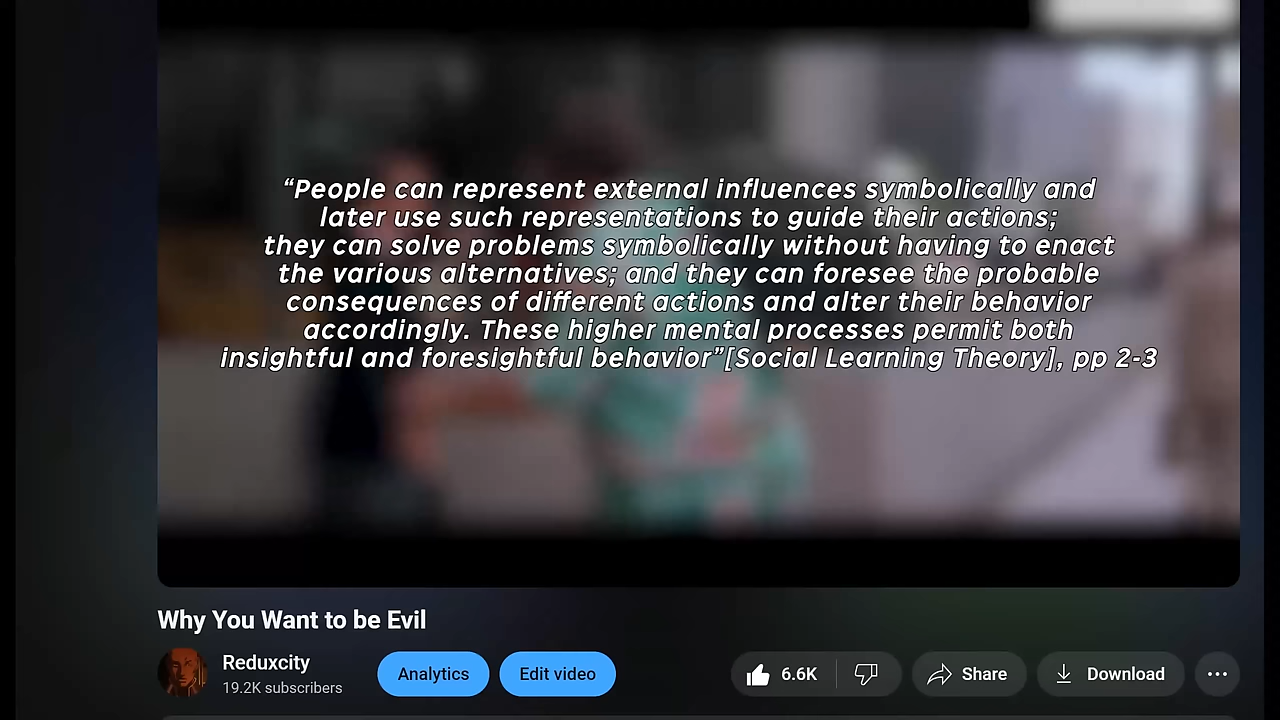 “People can represent external influences symbolically and
later use such representations to guide their actions;
they can solve problems symbolically without having to enact
the various alternatives; and they can foresee the probable
consequences of different actions and alter their behavior
accordingly. These higher mental processes permit both
insightful and foresightful behavior”[Social Learning Theory], pp 2-3
Why You Want to be Evil
Reduxcity
19.2K subscribers
Analytics
Edit video
6.6K
Share
Download